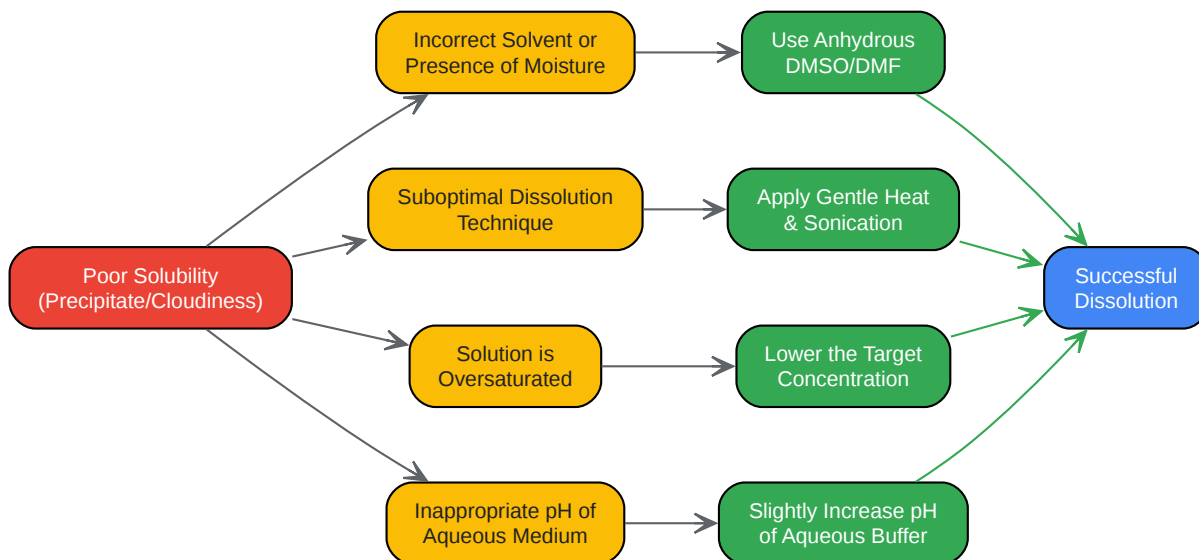 Incorrect Solvent or
Presence of Moisture
Use Anhydrous
DMSO/DMF
Suboptimal Dissolution
Technique
Apply Gentle Heat
& Sonication
Poor Solubility
(Precipitate/Cloudiness)
Successful
Dissolution
Solution is
Oversaturated
Lower the Target
Concentration
Inappropriate pH of
Aqueous Medium
Slightly Increase pH
of Aqueous Buffer